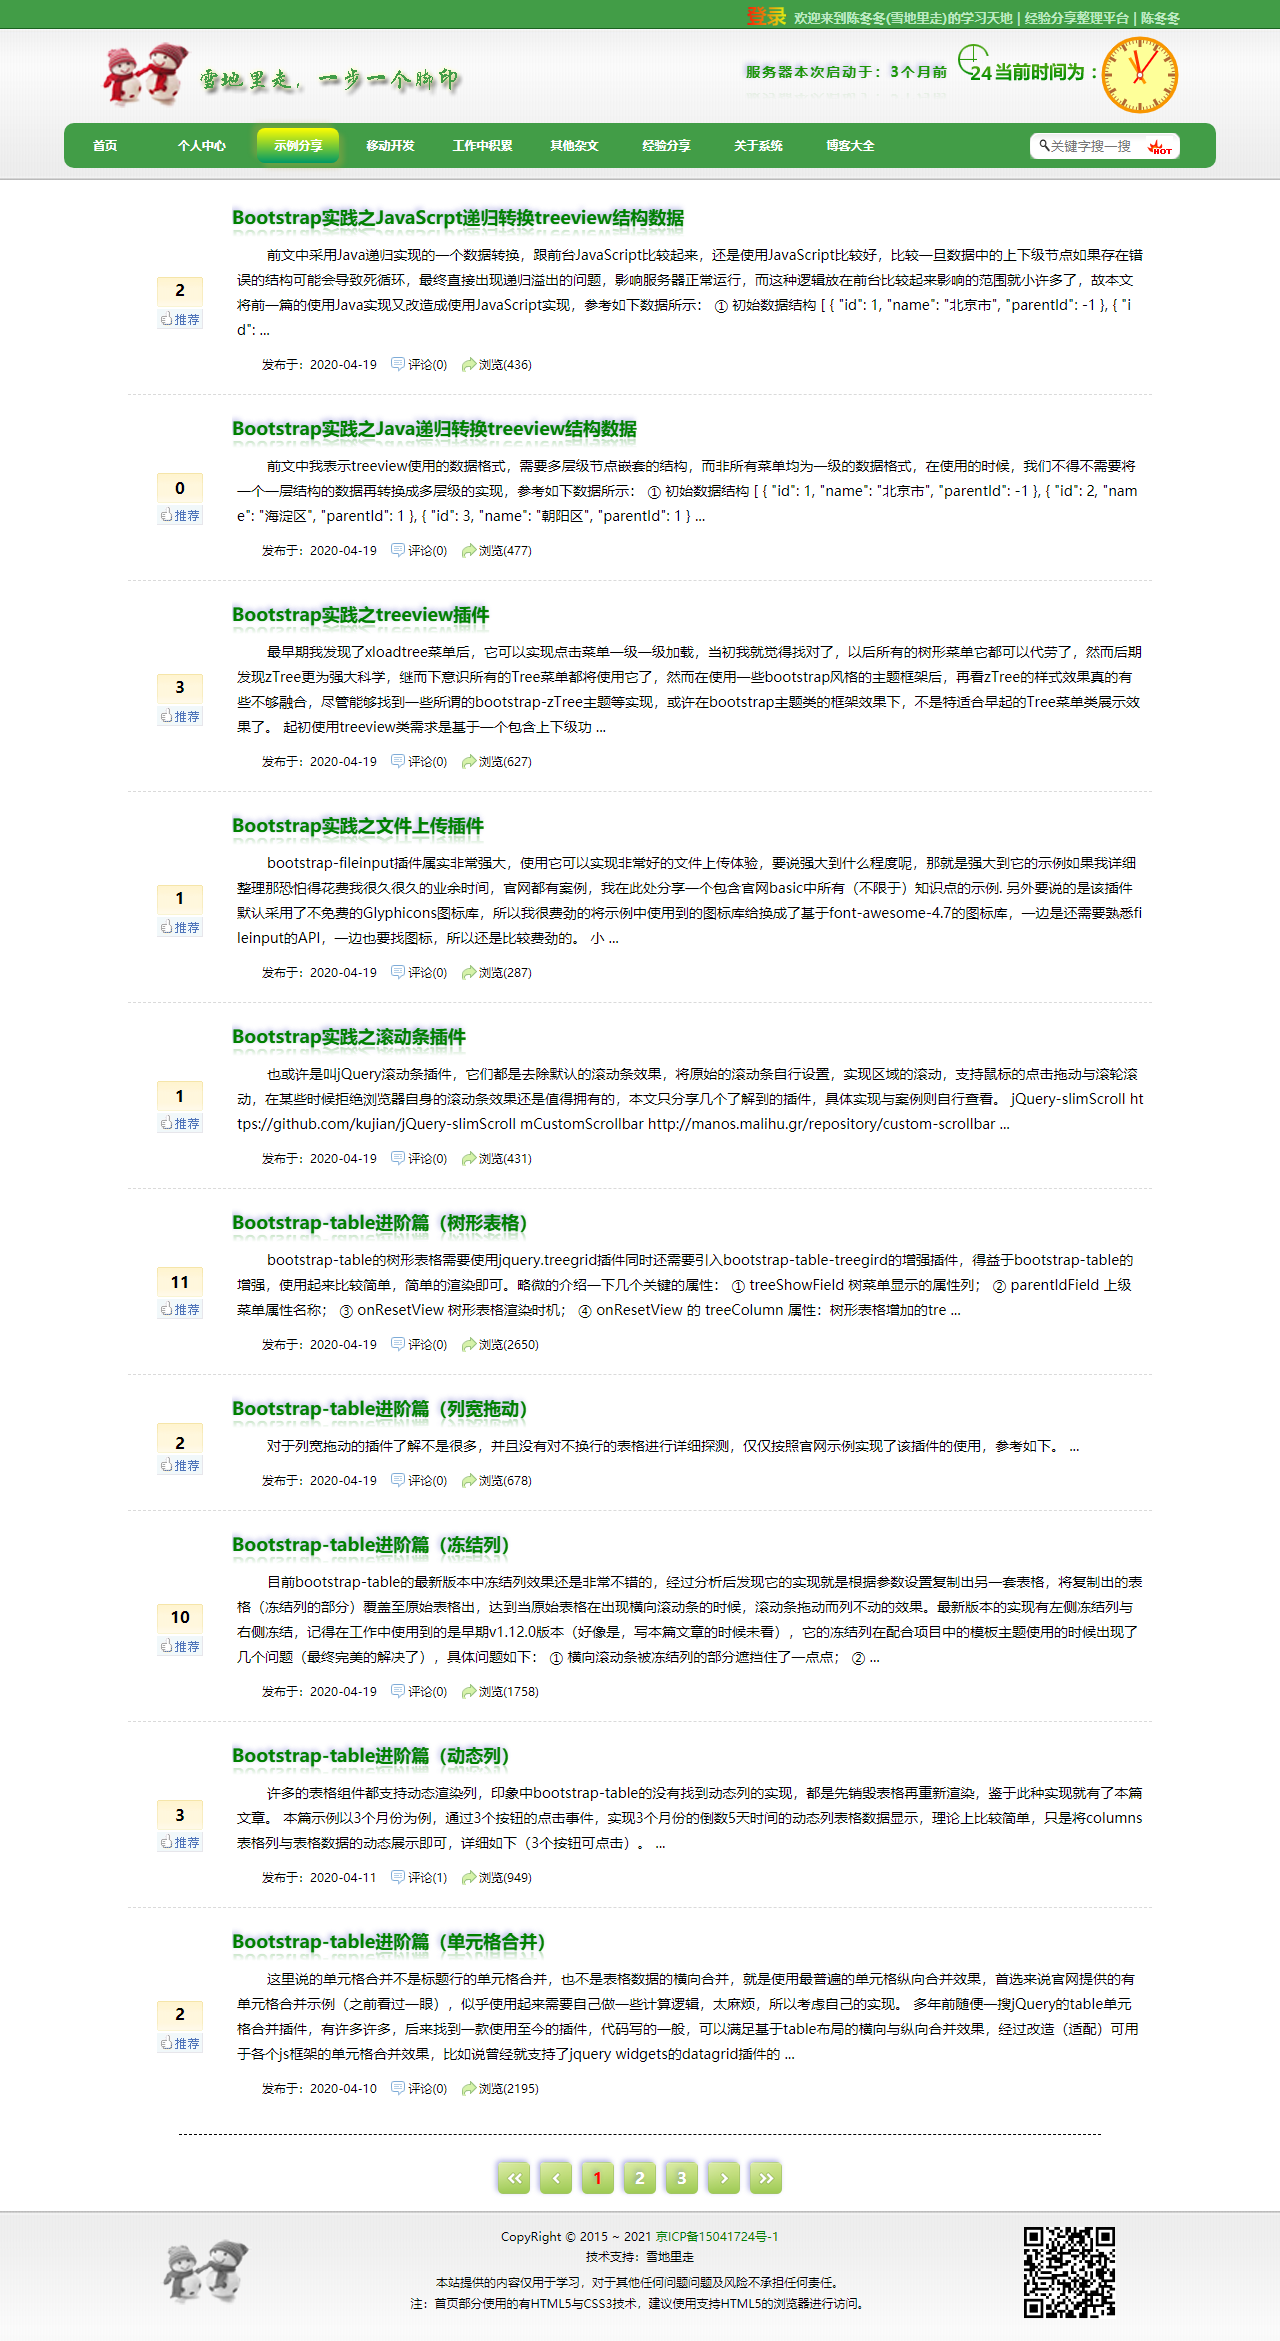 登录 欢迎来到陈冬冬(雪地里走)的学习天地 | 经验分享整理平台 | 陈冬冬
雪地里走，一步一个脚印
服务器本次启动于：3个月前
24 当前时间为：
首页 个人中心 示例分享 移动开发 工作中积累 其他杂文 经验分享 关于系统 博客大全
关键字搜一搜 HOT
Bootstrap实践之JavaScrpt递归转换treeview结构数据
前文中采用Java递归实现的一个数据转换，跟前台JavaScript比较起来，还是使用JavaScript比较好，比较一旦数据中的上下级节点如果存在错
误的结构可能会导致死循环，最终直接出现递归溢出的问题，影响服务器正常运行，而这种逻辑放在前台比较起来影响的范围就小许多了，故本文
将前一篇的使用Java实现又改造成使用JavaScript实现，参考如下数据所示： ① 初始数据结构 [ { "id": 1, "name": "北京市", "parentId": -1 }, { "i
d": ...
2
推荐
发布于：2020-04-19 评论(0) 浏览(436)
Bootstrap实践之Java递归转换treeview结构数据
前文中我表示treeview使用的数据格式，需要多层级节点嵌套的结构，而非所有菜单均为一级的数据格式，在使用的时候，我们不得不需要将
一个一层结构的数据再转换成多层级的实现，参考如下数据所示： ① 初始数据结构 [ { "id": 1, "name": "北京市", "parentId": -1 }, { "id": 2, "nam
e": "海淀区", "parentId": 1 }, { "id": 3, "name": "朝阳区", "parentId": 1 } ...
0
推荐
发布于：2020-04-19 评论(0) 浏览(477)
Bootstrap实践之treeview插件
最早期我发现了xloadtree菜单后，它可以实现点击菜单一级一级加载，当初我就觉得找对了，以后所有的树形菜单它都可以代劳了，然而后期
发现zTree更为强大科学，继而下意识所有的Tree菜单都将使用它了，然而在使用一些bootstrap风格的主题框架后，再看zTree的样式效果真的有
些不够融合，尽管能够找到一些所谓的bootstrap-zTree主题等实现，或许在bootstrap主题类的框架效果下，不是特适合早起的Tree菜单类展示效
果了。 起初使用treeview类需求是基于一个包含上下级功 ...
3
推荐
发布于：2020-04-19 评论(0) 浏览(627)
Bootstrap实践之文件上传插件
bootstrap-fileinput插件属实非常强大，使用它可以实现非常好的文件上传体验，要说强大到什么程度呢，那就是强大到它的示例如果我详细
整理那恐怕得花费我很久很久的业余时间，官网都有案例，我在此处分享一个包含官网basic中所有（不限于）知识点的示例. 另外要说的是该插件
默认采用了不免费的Glyphicons图标库，所以我很费劲的将示例中使用到的图标库给换成了基于font-awesome-4.7的图标库，一边是还需要熟悉fi
leinput的API，一边也要找图标，所以还是比较费劲的。 小 ...
1
推荐
发布于：2020-04-19 评论(0) 浏览(287)
Bootstrap实践之滚动条插件
也或许是叫jQuery滚动条插件，它们都是去除默认的滚动条效果，将原始的滚动条自行设置，实现区域的滚动，支持鼠标的点击拖动与滚轮滚
动，在某些时候拒绝浏览器自身的滚动条效果还是值得拥有的，本文只分享几个了解到的插件，具体实现与案例则自行查看。 jQuery-slimScroll ht
tps://github.com/kujian/jQuery-slimScroll mCustomScrollbar http://manos.malihu.gr/repository/custom-scrollbar ...
1
推荐
发布于：2020-04-19 评论(0) 浏览(431)
Bootstrap-table进阶篇（树形表格）
bootstrap-table的树形表格需要使用jquery.treegrid插件同时还需要引入bootstrap-table-treegird的增强插件，得益于bootstrap-table的
增强，使用起来比较简单，简单的渲染即可。略微的介绍一下几个关键的属性： ① treeShowField 树菜单显示的属性列； ② parentIdField 上级
菜单属性名称； ③ onResetView 树形表格渲染时机； ④ onResetView 的 treeColumn 属性：树形表格增加的tre ...
11
推荐
发布于：2020-04-19 评论(0) 浏览(2650)
Bootstrap-table进阶篇（列宽拖动）
对于列宽拖动的插件了解不是很多，并且没有对不换行的表格进行详细探测，仅仅按照官网示例实现了该插件的使用，参考如下。 ...
2
推荐
发布于：2020-04-19 评论(0) 浏览(678)
Bootstrap-table进阶篇（冻结列）
目前bootstrap-table的最新版本中冻结列效果还是非常不错的，经过分析后发现它的实现就是根据参数设置复制出另一套表格，将复制出的表
格（冻结列的部分）覆盖至原始表格出，达到当原始表格在出现横向滚动条的时候，滚动条拖动而列不动的效果。最新版本的实现有左侧冻结列与
右侧冻结，记得在工作中使用到的是早期v1.12.0版本（好像是，写本篇文章的时候未看），它的冻结列在配合项目中的模板主题使用的时候出现了
几个问题（最终完美的解决了），具体问题如下： ① 横向滚动条被冻结列的部分遮挡住了一点点； ② ...
10
推荐
发布于：2020-04-19 评论(0) 浏览(1758)
Bootstrap-table进阶篇（动态列）
许多的表格组件都支持动态渲染列，印象中bootstrap-table的没有找到动态列的实现，都是先销毁表格再重新渲染，鉴于此种实现就有了本篇
文章。 本篇示例以3个月份为例，通过3个按钮的点击事件，实现3个月份的倒数5天时间的动态列表格数据显示，理论上比较简单，只是将columns
表格列与表格数据的动态展示即可，详细如下（3个按钮可点击）。 ...
3
推荐
发布于：2020-04-11 评论(1) 浏览(949)
Bootstrap-table进阶篇（单元格合并）
这里说的单元格合并不是标题行的单元格合并，也不是表格数据的横向合并，就是使用最普遍的单元格纵向合并效果，首选来说官网提供的有
单元格合并示例（之前看过一眼），似乎使用起来需要自己做一些计算逻辑，太麻烦，所以考虑自己的实现。 多年前随便一搜jQuery的table单元
格合并插件，有许多许多，后来找到一款使用至今的插件，代码写的一般，可以满足基于table布局的横向与纵向合并效果，经过改造（适配）可用
于各个js框架的单元格合并效果，比如说曾经就支持了jquery widgets的datagrid插件的 ...
2
推荐
发布于：2020-04-10 评论(0) 浏览(2195)
« ‹ 1 2 3 › »
CopyRight © 2015 ~ 2021 京ICP备15041724号-1
技术支持：雪地里走
本站提供的内容仅用于学习，对于其他任何问题问题及风险不承担任何责任。
注：首页部分使用的有HTML5与CSS3技术，建议使用支持HTML5的浏览器进行访问。